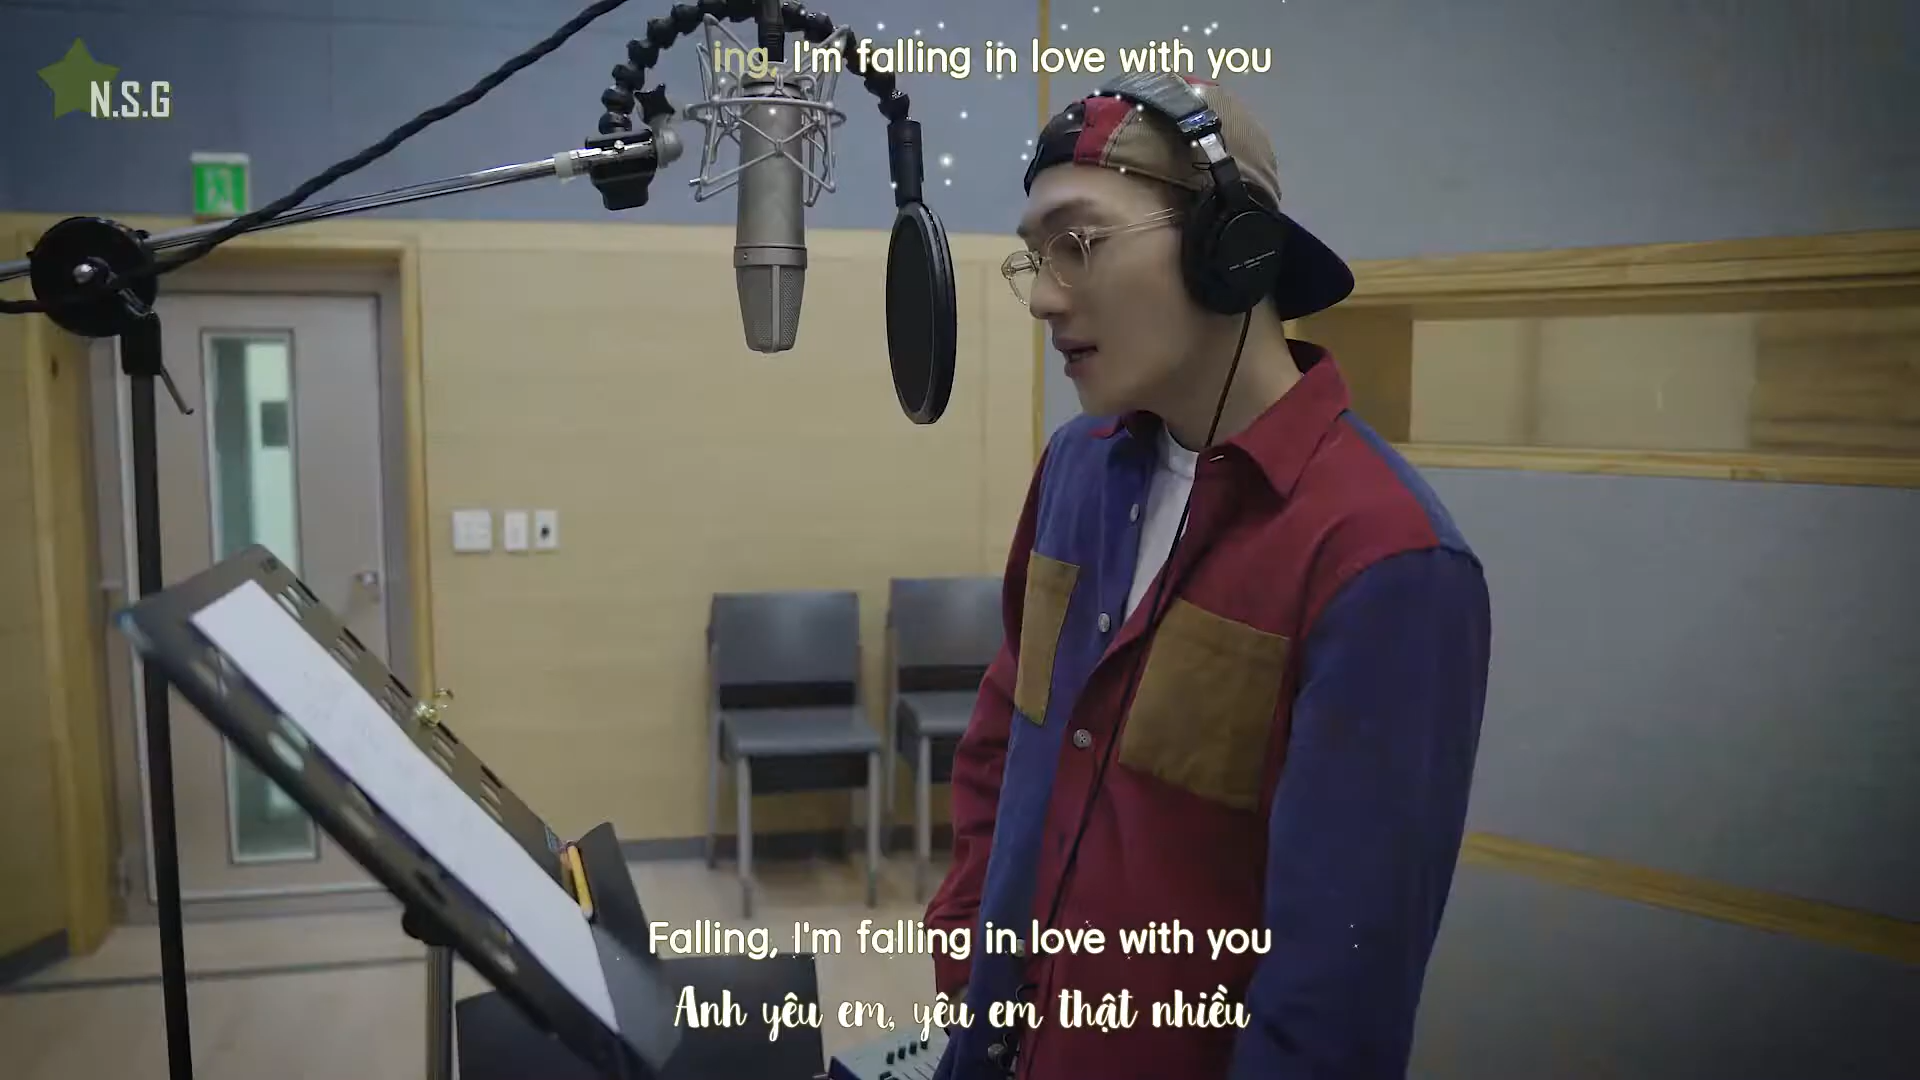 ing, I'm falling in love with you
N.S.G
Falling, I'm falling in love with you
Anh yêu em, yêu em thật nhiều